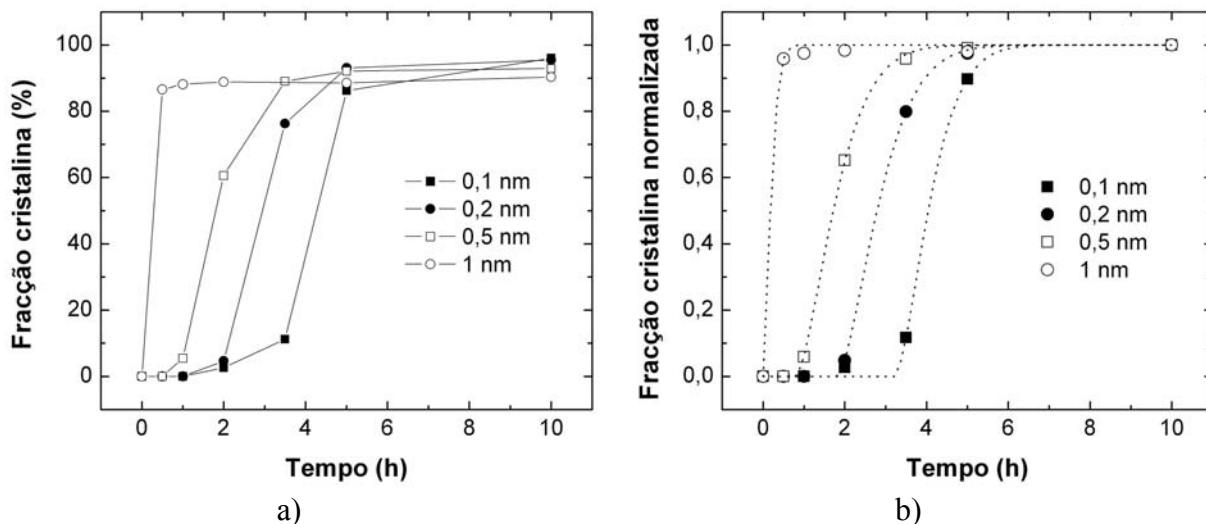 Fracção cristalina (%)
100
80
60
40
20
0
0,1 nm
0,2 nm
0,5 nm
1 nm
0 2 4 6 8 10
Tempo (h)
a)
Fracção cristalina normalizada
1,0
0,8
0,6
0,4
0,2
0,0
0,1 nm
0,2 nm
0,5 nm
1 nm
0 2 4 6 8 10
Tempo (h)
b)